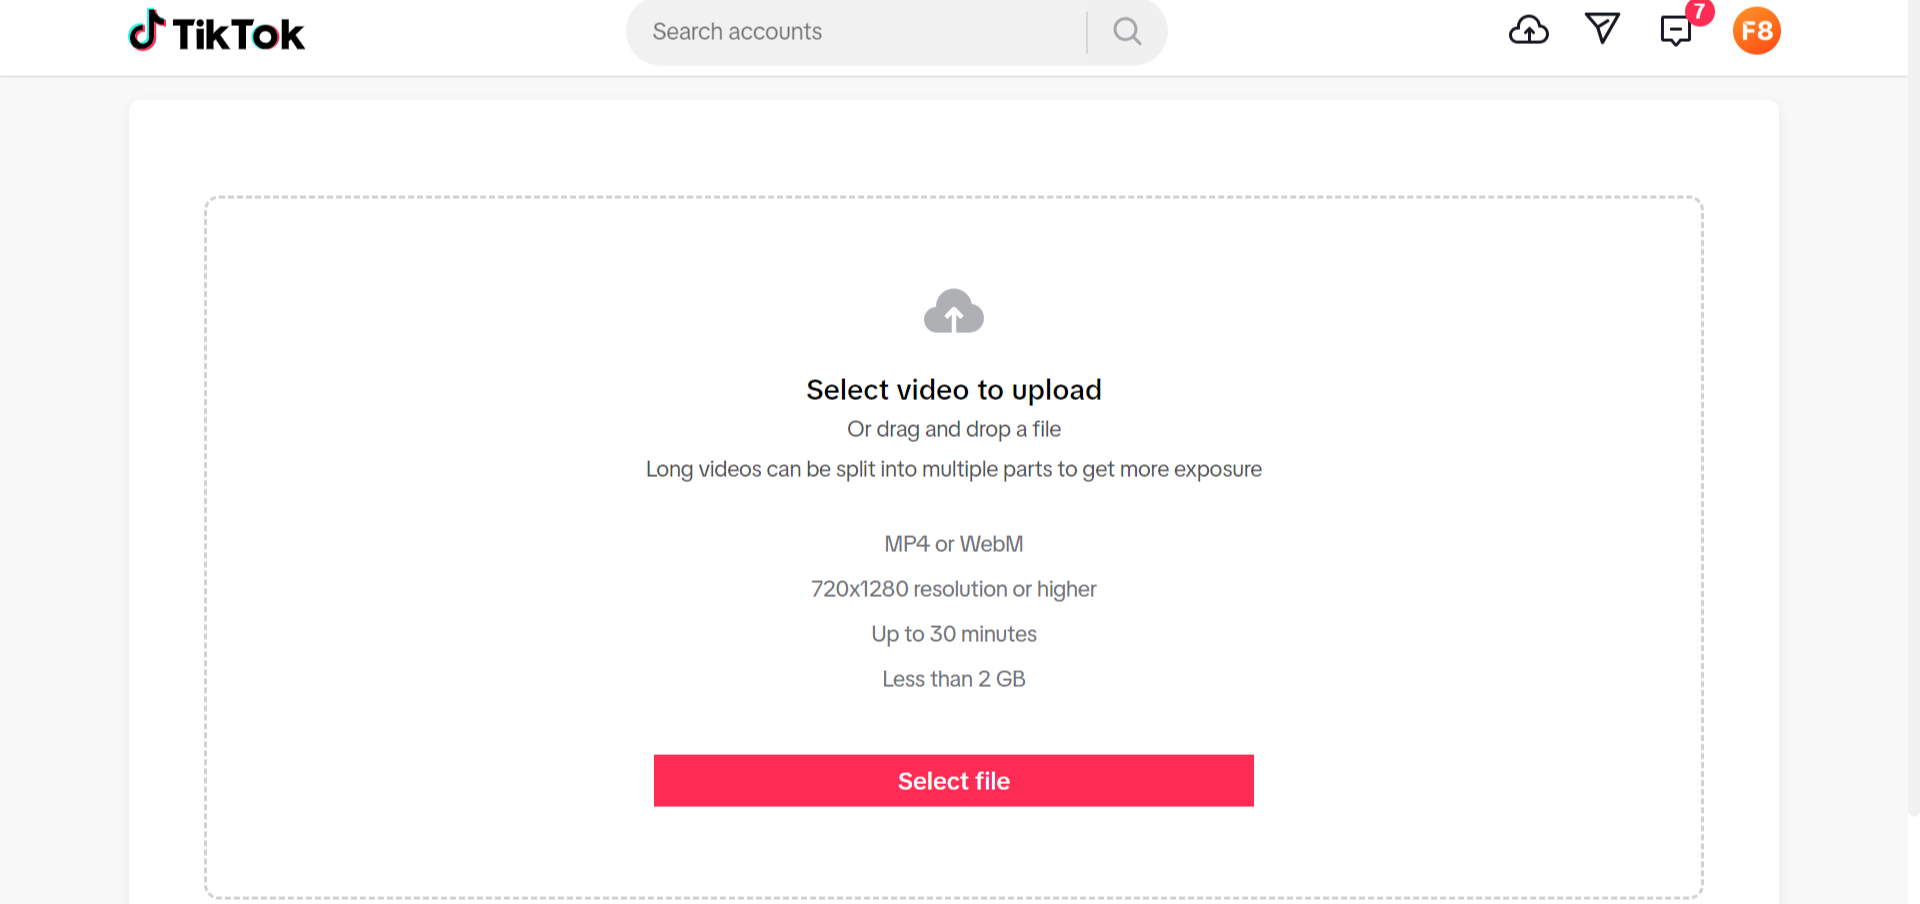 TikTok
Search accounts
7
F8
Select video to upload
Or drag and drop a file
Long videos can be split into multiple parts to get more exposure
MP4 or WebM
720x1280 resolution or higher
Up to 30 minutes
Less than 2 GB
Select file